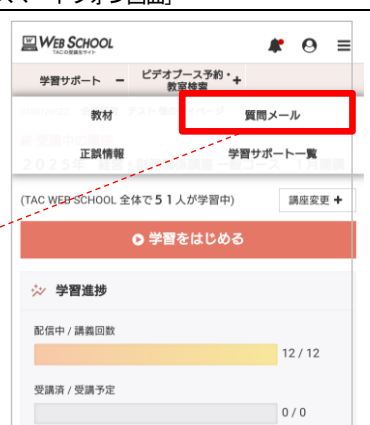 スマートフォン画面」
WEB SCHOOL
TACの受講生サイト
学習サポート －
ビデオブース予約・
教室検索 ＋
教材
質問メール
正誤情報
学習サポート一覧
(TAC WEB SCHOOL 全体で 5 1 人が学習中)
講座変更 ＋
学習をはじめる
学習進捗
配信中 / 講義回数
12 / 12
受講済 / 受講予定
0 / 0